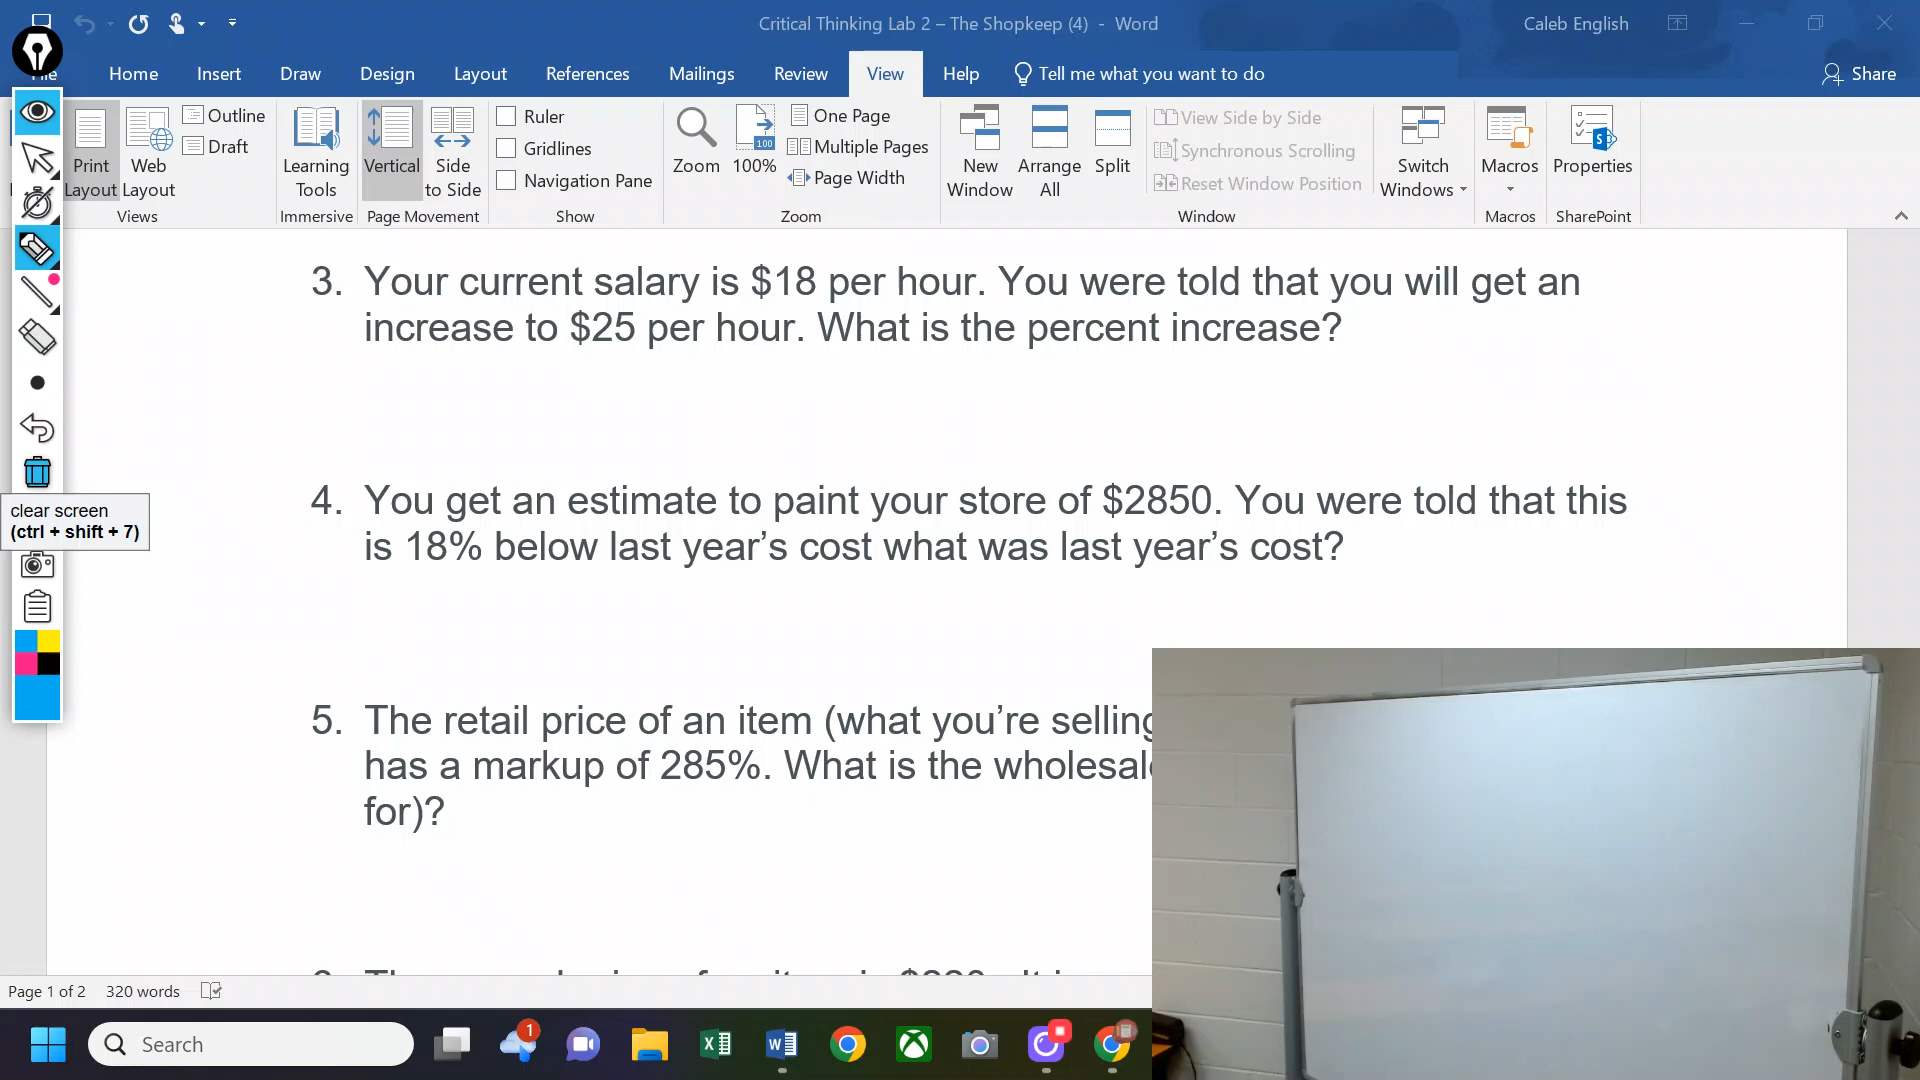 Critical Thinking Lab 2 – The Shopkeep (4) - Word
Caleb English
Home Insert Draw Design Layout References Mailings Review View Help Tell me what you want to do Share
Print Layout
Web Layout
Outline
Draft
Views
Learning Tools
Immersive
Vertical
Side to Side
Page Movement
Ruler
Gridlines
Navigation Pane
Show
Zoom
100
100%
One Page
Multiple Pages
Page Width
Zoom
New Window
Arrange All
Split
View Side by Side
Synchronous Scrolling
Reset Window Position
Switch Windows
Window
Macros
Macros
Properties
SharePoint
3. Your current salary is $18 per hour. You were told that you will get an
increase to $25 per hour. What is the percent increase?
4. You get an estimate to paint your store of $2850. You were told that this
is 18% below last year’s cost what was last year’s cost?
clear screen
(ctrl + shift + 7)
5. The retail price of an item (what you’re selling
has a markup of 285%. What is the
for)?
Page 1 of 2 320 words
Search
1